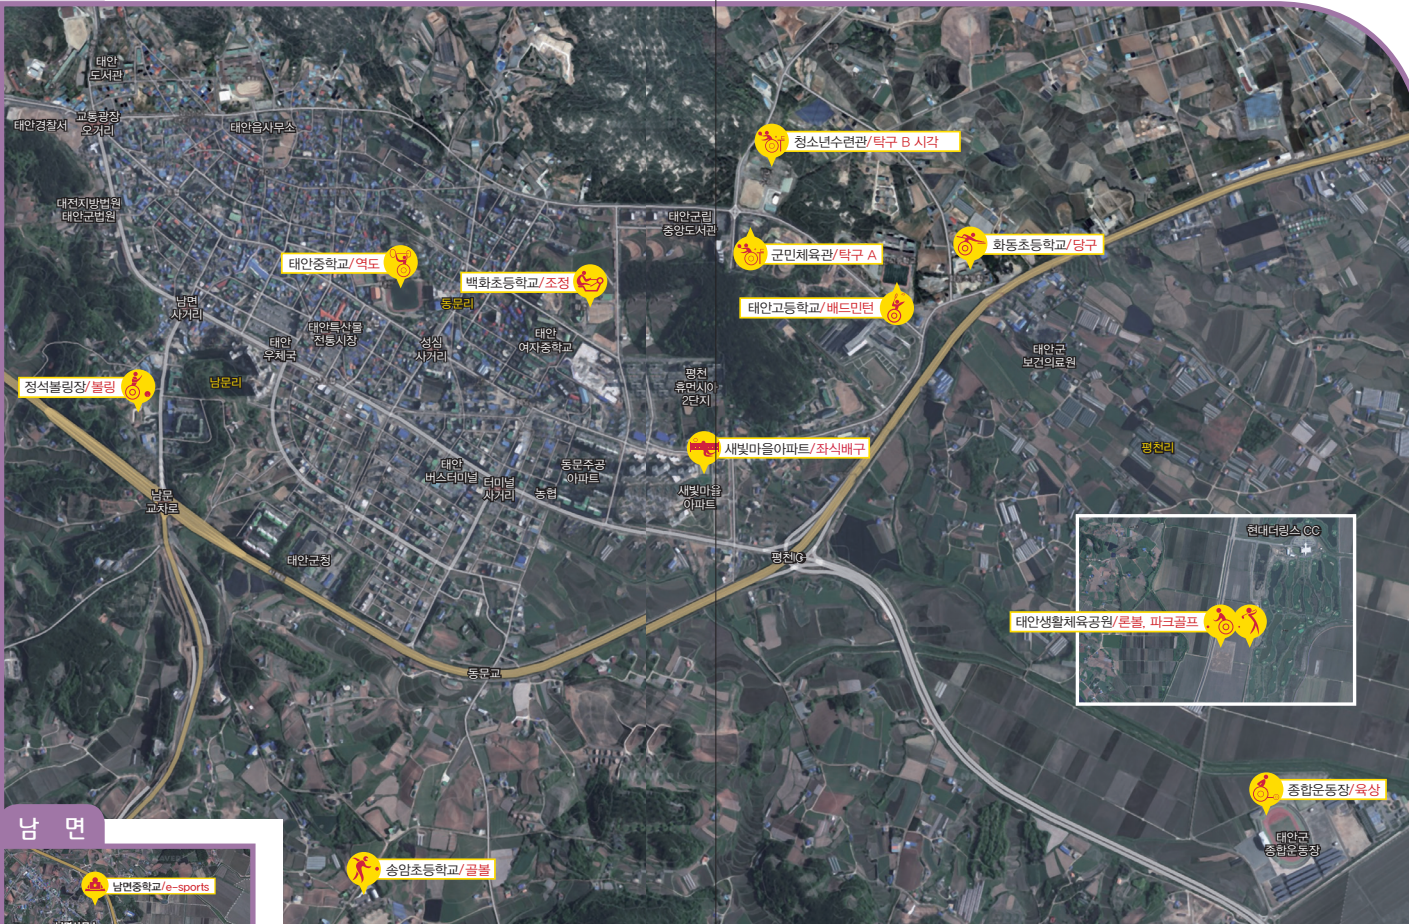 태안
도서관
태안경찰서
교통광장
오거리
태안읍사무소
청소년수련관/탁구 B 시각
대전지방법원
태안군법원
태안군립
중앙도서관
군민체육관/탁구 A
화동초등학교/당구
태안중학교/역도
백화초등학교/조정
동문리
태안고등학교/배드민턴
남면
사거리
태안특산물
전통시장
태안
우체국
성심
사거리
태안
여자중학교
태안군
보건의료원
정석볼링장/볼링
남문리
평천
휴먼시아
2단지
새빛마을아파트/좌식배구
평천리
태안
버스터미널
터미널
사거리
동문주공
아파트
농협
새빛마을
아파트
남문
교차로
태안군청
평천IC
현대더링스 CC
태안생활체육공원/론볼, 파크골프
동문교
종합운동장/육상
태안군
종합운동장
송암초등학교/골볼
남 면
남면중학교/e-sports